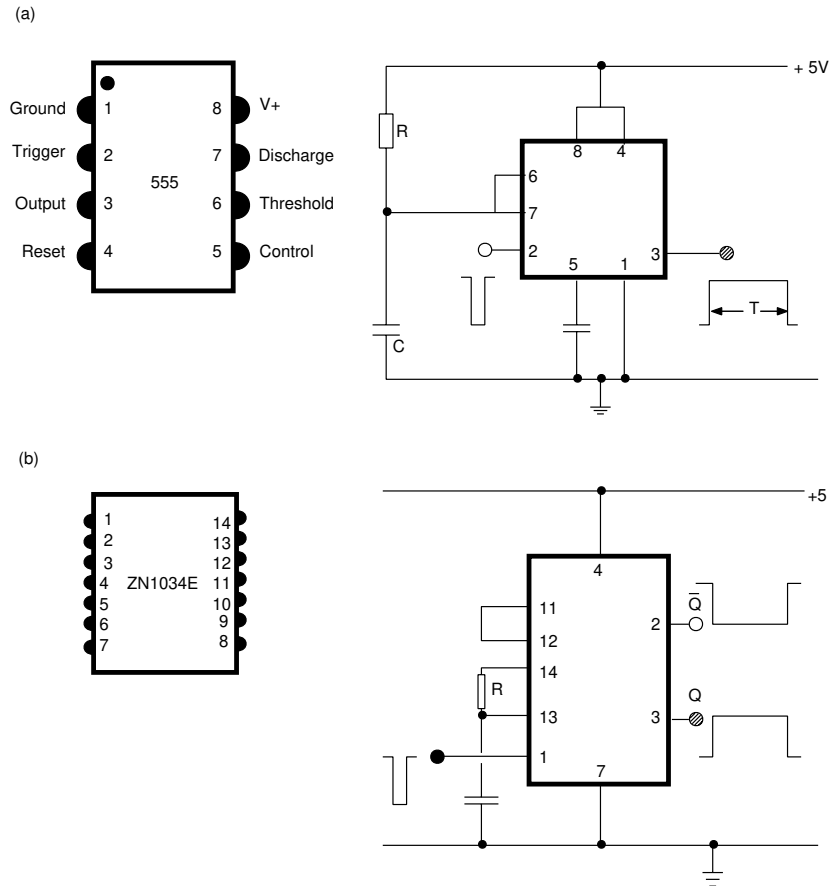 (a)
Ground 1 8 V+
Trigger 2 7 Discharge
555
Output 3 6 Threshold
Reset 4 5 Control
+ 5V
R
8 4
6
7
2
5 1 3
T
C
(b)
1 14
2 13
3 12
4 ZN1034E 11
5 10
6 9
7 8
+5
4
11
Q̅
2
12
14
R
Q
13 3
1
7